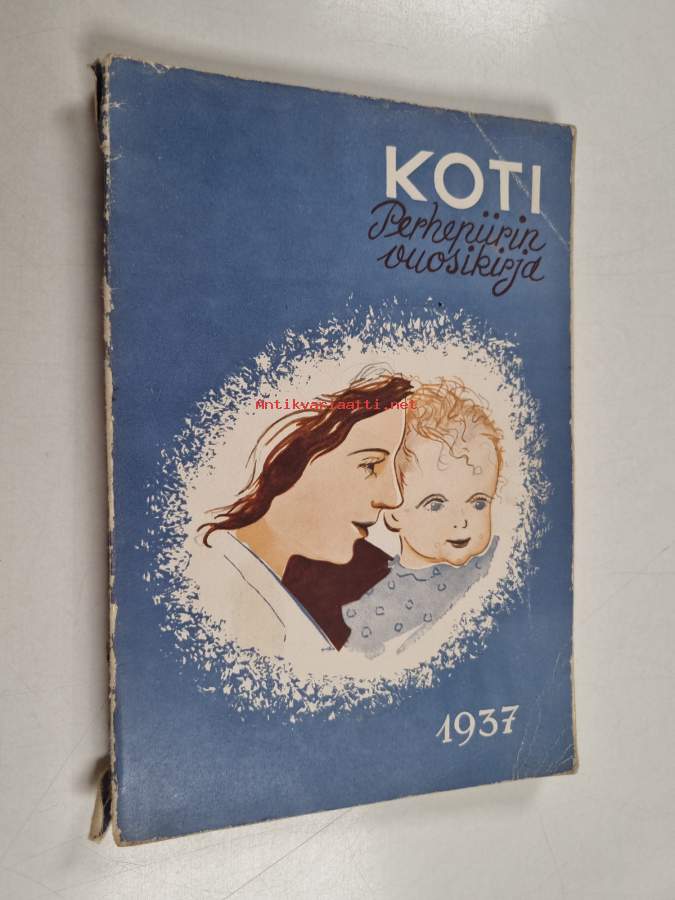 KOTI
Perhepiirin
vuosikirja
Antikvariaatti.net
1937